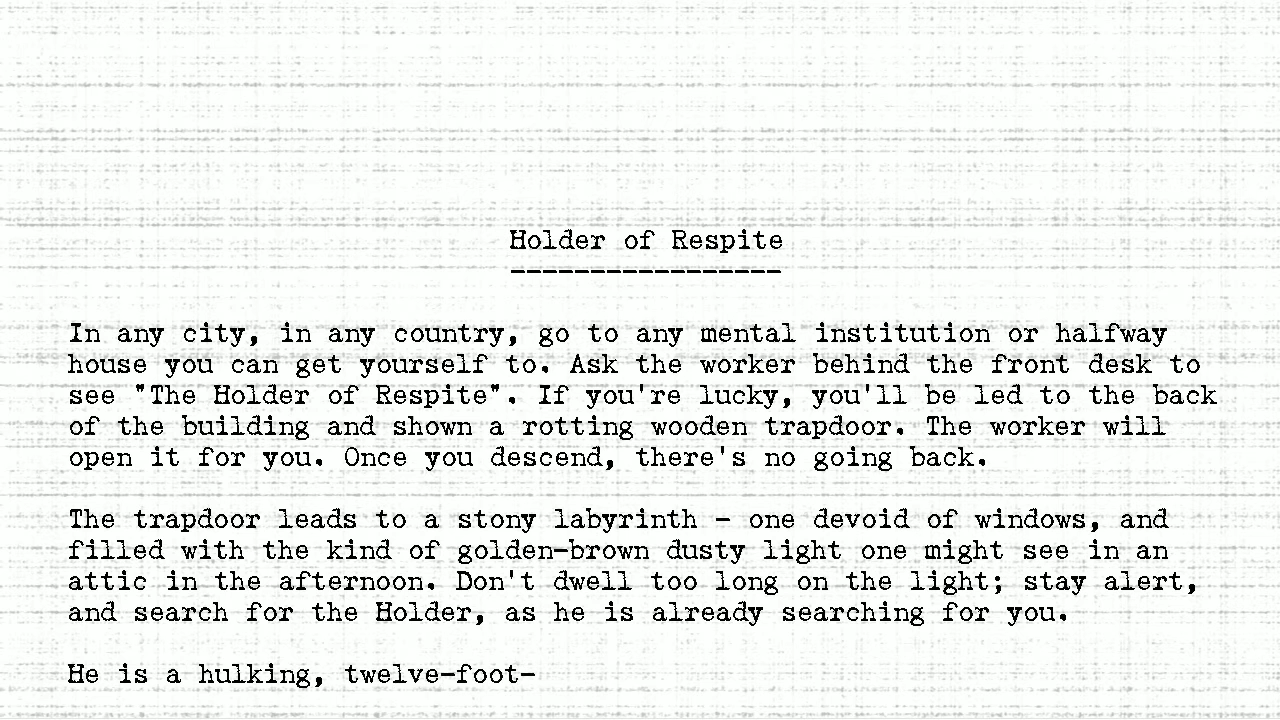 Holder of Respite
-----------------
In any city, in any country, go to any mental institution or halfway
house you can get yourself to. Ask the worker behind the front desk to
see "The Holder of Respite". If you're lucky, you'll be led to the back
of the building and shown a rotting wooden trapdoor. The worker will
open it for you. Once you descend, there's no going back.
The trapdoor leads to a stony labyrinth - one devoid of windows, and
filled with the kind of golden-brown dusty light one might see in an
attic in the afternoon. Don't dwell too long on the light; stay alert,
and search for the Holder, as he is already searching for you.
He is a hulking, twelve-foot-